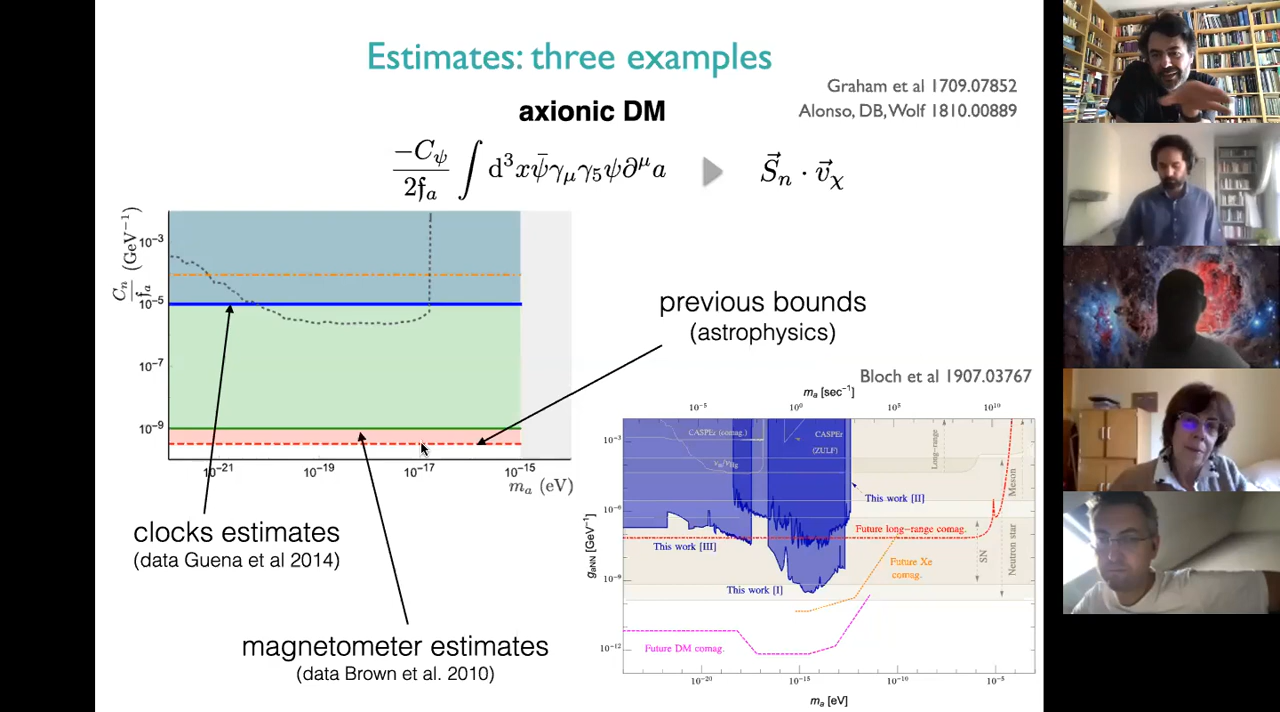 Estimates: three examples
Graham et al 1709.07852
axionic DM
Alonso, DB, Wolf 1810.00889
−C_ψ / 2𝔣_a ∫ d³x ψ̄γ_μγ_5ψ∂^μ a
S⃗_n · v⃗_χ
C_n / 𝔣_a (GeV⁻¹)
10⁻³
10⁻⁵
10⁻⁷
10⁻⁹
10⁻²¹
10⁻¹⁹
10⁻¹⁷
10⁻¹⁵
m_a (eV)
previous bounds
(astrophysics)
clocks estimates
(data Guena et al 2014)
magnetometer estimates
(data Brown et al. 2010)
Bloch et al 1907.03767
m_a [sec⁻¹]
10⁻⁵
10⁰
10⁵
10¹⁰
g_aNN [GeV⁻¹]
10⁻³
10⁻⁶
10⁻⁹
10⁻¹²
CASPEr (comag.)
CASPEr
(ZULF)
ν_n/ν_Hg
Long-range
Meson
This work [II]
Future long-range comag.
This work [III]
SN
Neutron star
Future Xe
comag.
This work [I]
Future DM comag.
10⁻²⁰
10⁻¹⁵
10⁻¹⁰
10⁻⁵
m_a [eV]